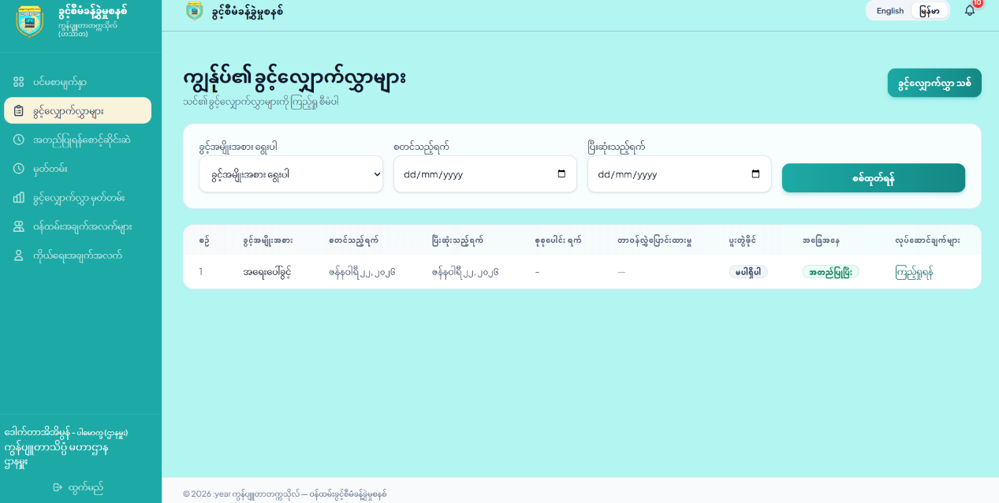 ခွင့်စီမံခန့်ခွဲမှုစနစ်
ကွန်ပျူတာတက္ကသိုလ်
(ဟင်္သာတ)
ပင်မစာမျက်နှာ
ခွင့်လျှောက်လွှာများ
အတည်ပြုရန်စောင့်ဆိုင်းဆဲ
မှတ်တမ်း
ခွင့်လျှောက်လွှာ မှတ်တမ်း
ဝန်ထမ်းအချက်အလက်များ
ကိုယ်ရေးအချက်အလက်
ဒေါက်တာအိအိမွန် - ပါမောက္ခ (ဌာနမှူး)
ကွန်ပျူတာသိပ္ပံ မဟာဌာန
ဌာနမှူး
ထွက်မည်
ခွင့်စီမံခန့်ခွဲမှုစနစ်
English မြန်မာ 10
ကျွန်ုပ်၏ ခွင့်လျှောက်လွှာများ
သင်၏ ခွင့်လျှောက်လွှာများကို ကြည့်ရှု စီမံပါ
ခွင့်လျှောက်လွှာ သစ်
ခွင့်အမျိုးအစား ရွေးပါ စတင်သည့်ရက် ပြီးဆုံးသည့်ရက်
ခွင့်အမျိုးအစား ရွေးပါ dd/mm/yyyy dd/mm/yyyy စစ်ထုတ်ရန်
စဉ် ခွင့်အမျိုးအစား စတင်သည့်ရက် ပြီးဆုံးသည့်ရက် စုစုပေါင်း ရက် တာဝန်လွှဲပြောင်းထားမှု ပူးတွဲဖိုင် အခြေအနေ လုပ်ဆောင်ချက်များ
1 အရေးပေါ်ခွင့် ဇန်နဝါရီ ၂၂, ၂၀၂၆ ဇန်နဝါရီ ၂၂, ၂၀၂၆ - — မပါရှိပါ အတည်ပြုပြီး ကြည့်ရှုရန်
© 2026 :year ကွန်ပျူတာတက္ကသိုလ် — ဝန်ထမ်းခွင့်စီမံခန့်ခွဲမှုစနစ်